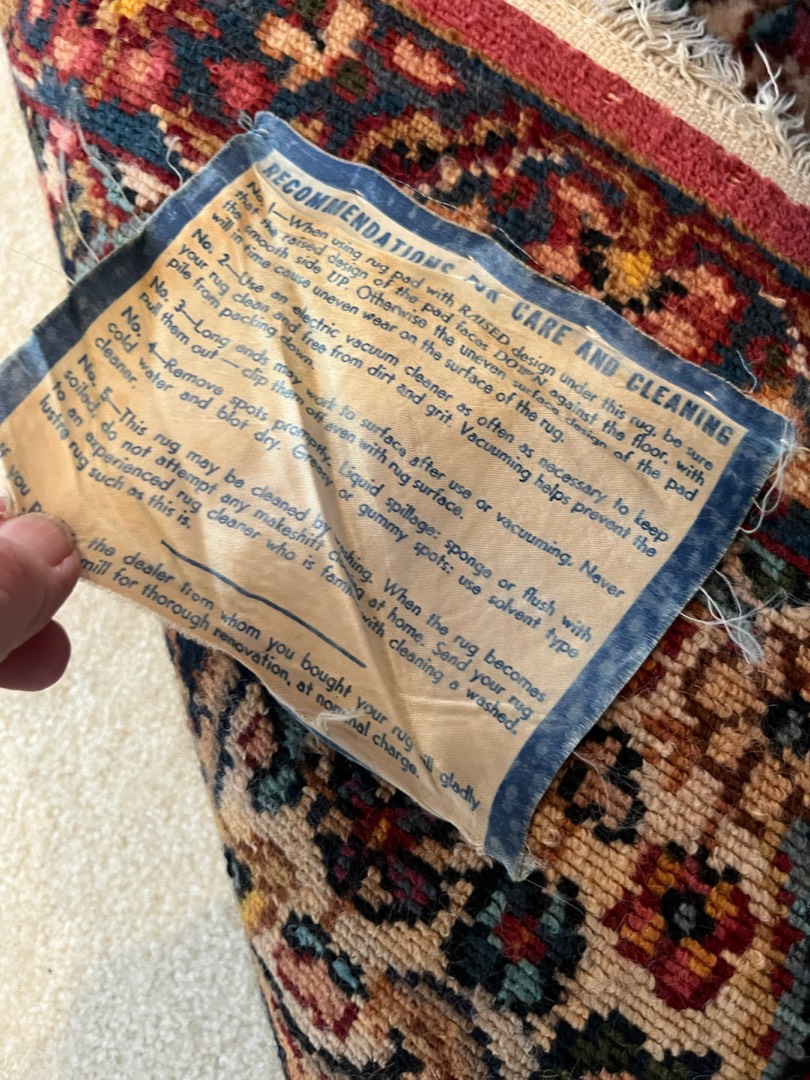 RECOMMENDATIONS FOR CARE AND CLEANING
No. 1—When using rug pad with RAISED design under this rug, be sure
that the raised design of the pad faces DOWN against the floor, with
the smooth side UP. Otherwise the uneven surface design of the pad
will in time cause uneven wear on the surface of the rug.
No. 2—Use an electric vacuum cleaner as often as necessary to keep
your rug clean and free from dirt and grit. Vacuuming helps prevent the
pile from packing down.
No. 3—Long ends may work to surface after use or vacuuming. Never
pull them out — clip them off even with rug surface.
No. 4—Remove spots promptly. Liquid spillage: sponge or flush with
cold water and blot dry. Greasy or gummy spots: use solvent type
cleaner.
No. 5—This rug may be cleaned by When the rug becomes
soiled, do not attempt any makeshift at home. Send your rug
to an experienced rug cleaner who is with cleaning a washed,
lustre rug such as this is.
the dealer from whom you bought your rug gladly
mill for thorough renovation, at charge.